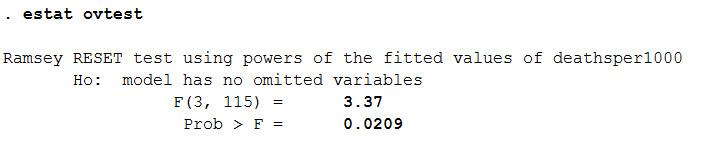 . estat ovtest
Ramsey RESET test using powers of the fitted values of deathsper1000
Ho: model has no omitted variables
F(3, 115) = 3.37
Prob > F = 0.0209